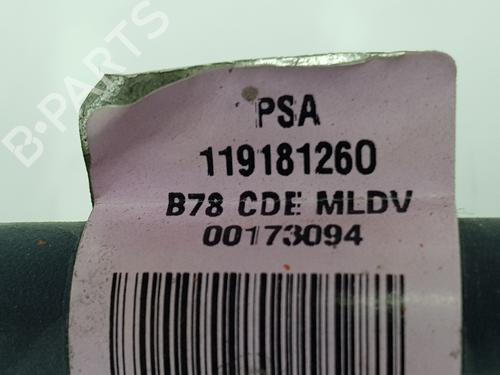 B-PARTS
PSA
119181260
B78 CDE MLDV
00173094